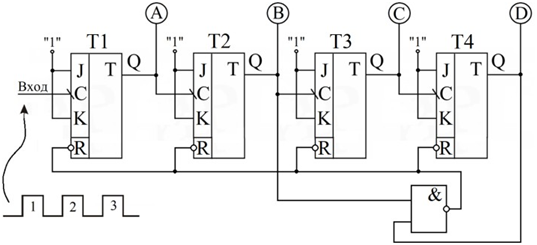 A B C D
"1" T1 "1" T2 "1" T3 "1" T4
J T Q J T Q J T Q J T Q
Вход C C C C
K K K K
R R R R
&
1 2 3